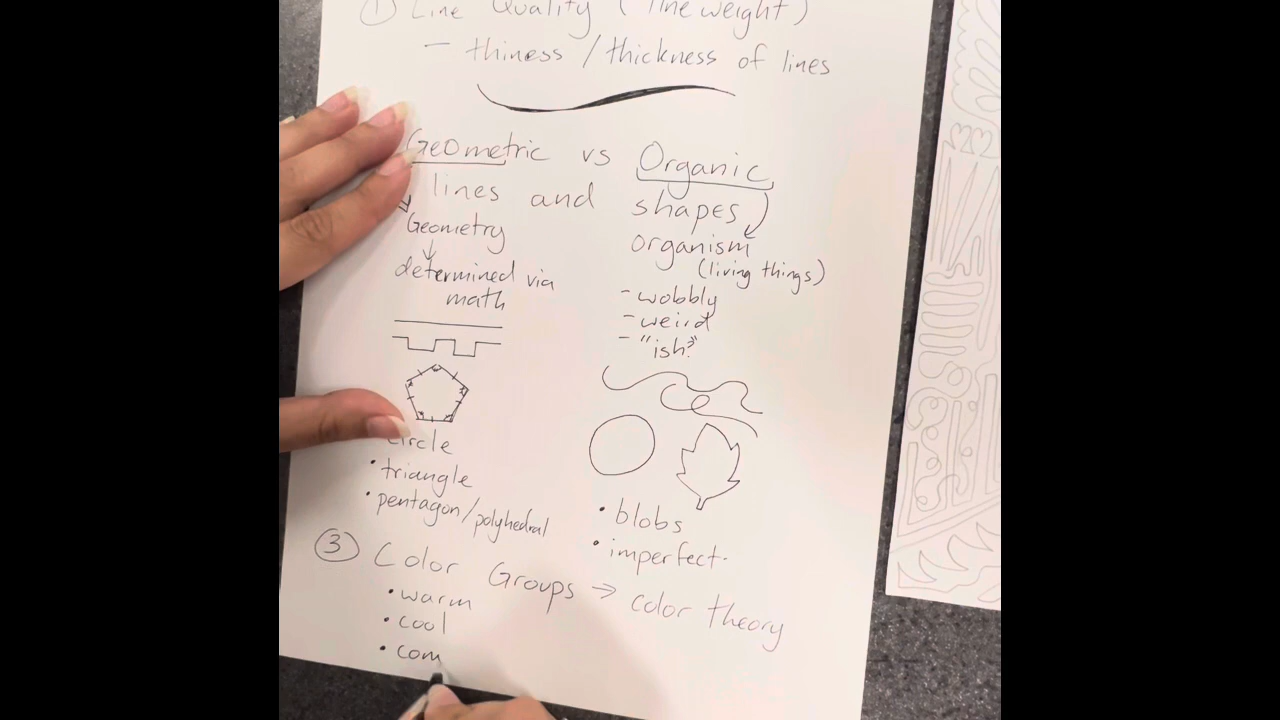 ① Line Quality (line weight)
- thiness / thickness of lines
Geometric vs Organic
lines and shapes
Geometry
determined via
math
organism
(living things)
- wobbly
- weird
- "ish"
circle
• triangle
• pentagon/polyhedral
• blobs
• imperfect
③ Color Groups → color theory
• warm
• cool
• com